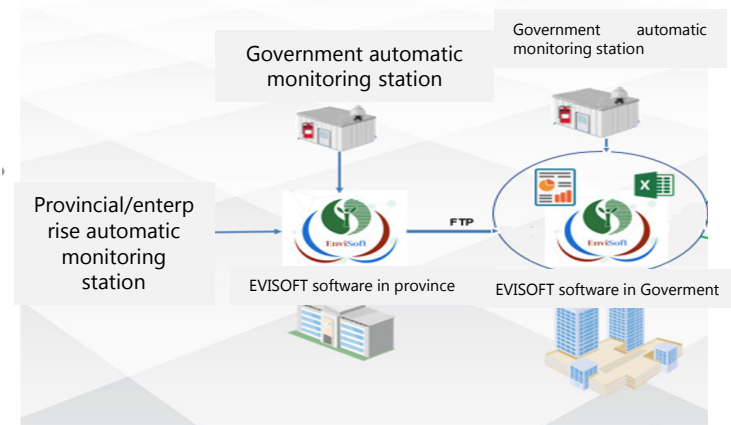 Government automatic
monitoring station
Government automatic
monitoring station
Provincial/enterp
rise automatic
monitoring
station
EnviSoft
FTP
EnviSoft
EVISOFT software in province
EVISOFT software in Goverment